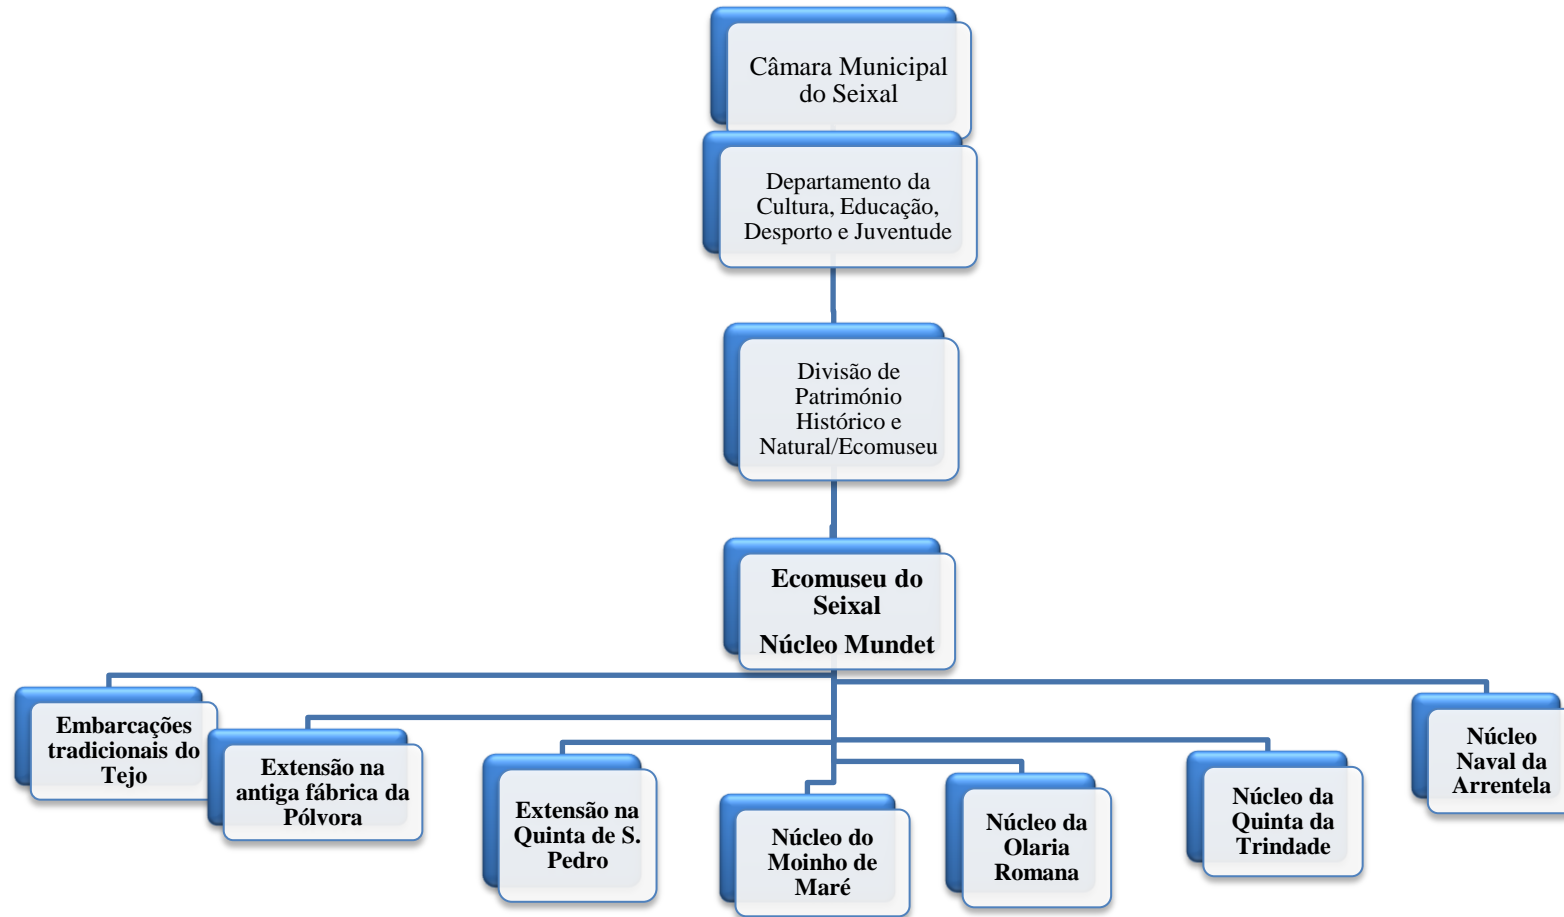 Câmara Municipal
do Seixal
Departamento da
Cultura, Educação,
Desporto e Juventude
Divisão de
Património
Histórico e
Natural/Ecomuseu
Ecomuseu do
Seixal
Núcleo Mundet
Embarcações
tradicionais do
Tejo
Extensão na
antiga fábrica da
Pólvora
Extensão na
Quinta de S.
Pedro
Núcleo do
Moinho de
Maré
Núcleo da
Olaria
Romana
Núcleo da
Quinta da
Trindade
Núcleo
Naval da
Arrentela